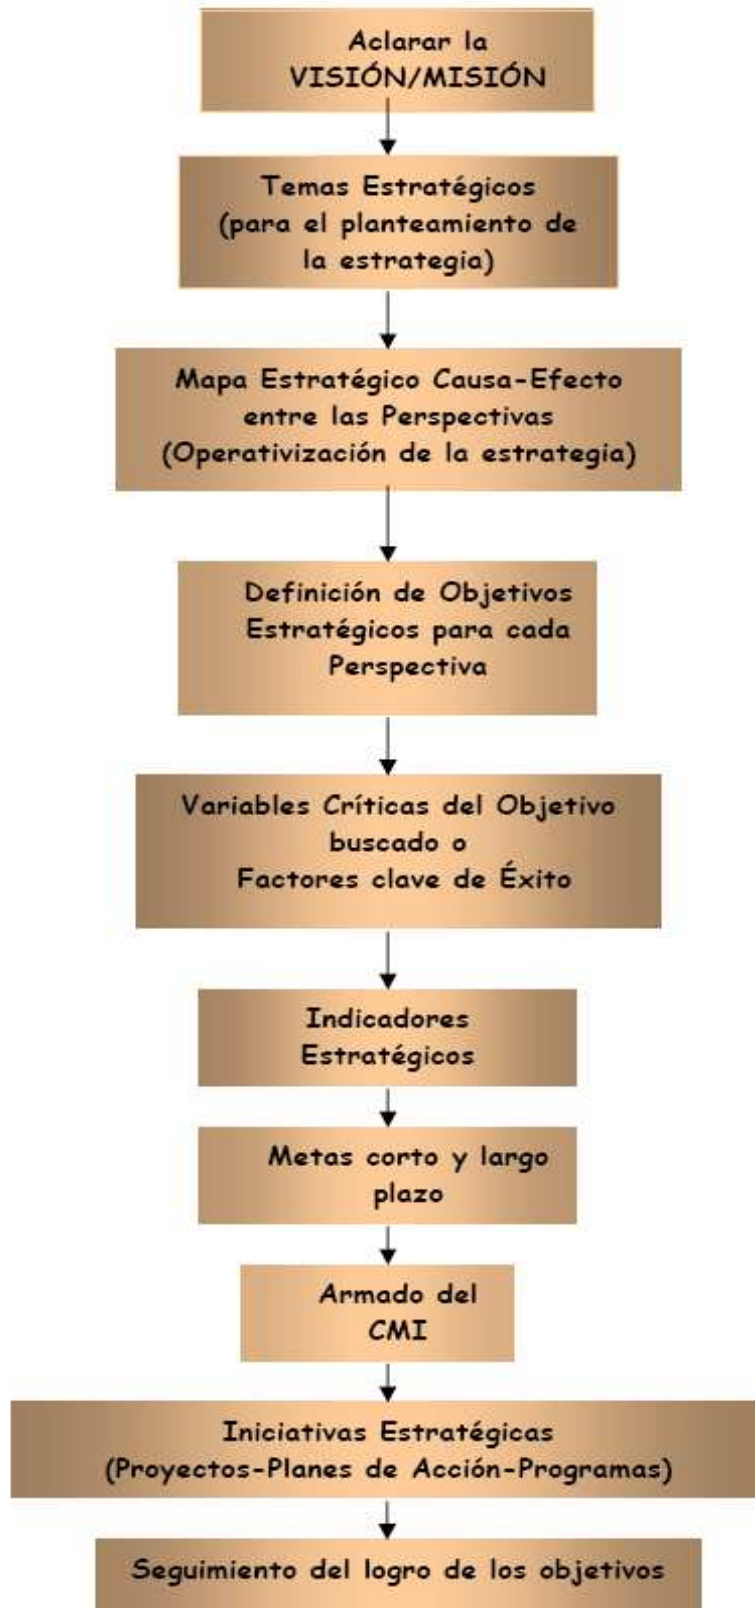 Aclarar la
VISIÓN/MISIÓN
Temas Estratégicos
(para el planteamiento de
la estrategia)
Mapa Estratégico Causa-Efecto
entre las Perspectivas
(Operativización de la estrategia)
Definición de Objetivos
Estratégicos para cada
Perspectiva
Variables Críticas del Objetivo
buscado o
Factores clave de Éxito
Indicadores
Estratégicos
Metas corto y largo
plazo
Armado del
CMI
Iniciativas Estratégicas
(Proyectos-Planes de Acción-Programas)
Seguimiento del logro de los objetivos